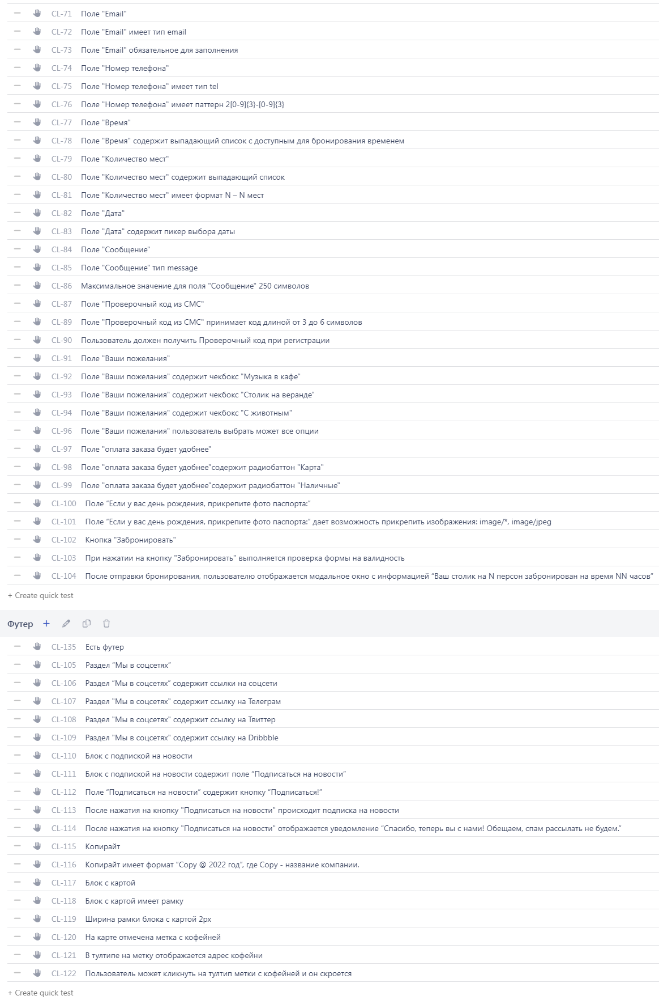 CL-71 Поле "Email"
CL-72 Поле "Email" имеет тип email
CL-73 Поле "Email" обязательное для заполнения
CL-74 Поле "Номер телефона"
CL-75 Поле "Номер телефона" имеет тип tel
CL-76 Поле "Номер телефона" имеет паттерн 2[0-9]{3}-[0-9]{3}
CL-77 Поле "Время"
CL-78 Поле "Время" содержит выпадающий список с доступным для бронирования временем
CL-79 Поле "Количество мест"
CL-80 Поле "Количество мест" содержит выпадающий список
CL-81 Поле "Количество мест" имеет формат N – N мест
CL-82 Поле "Дата"
CL-83 Поле "Дата" содержит пикер выбора даты
CL-84 Поле "Сообщение"
CL-85 Поле "Сообщение" тип message
CL-86 Максимальное значение для поля "Сообщение" 250 символов
CL-87 Поле "Проверочный код из СМС"
CL-89 Поле "Проверочный код из СМС" принимает код длиной от 3 до 6 символов
CL-90 Пользователь должен получить Проверочный код при регистрации
CL-91 Поле "Ваши пожелания"
CL-92 Поле "Ваши пожелания" содержит чекбокс "Музыка в кафе"
CL-93 Поле "Ваши пожелания" содержит чекбокс "Столик на веранде"
CL-94 Поле "Ваши пожелания" содержит чекбокс "С животным"
CL-96 Поле "Ваши пожелания" пользователь выбрать может все опции
CL-97 Поле "оплата заказа будет удобнее"
CL-98 Поле "оплата заказа будет удобнее"содержит радиобаттон "Карта"
CL-99 Поле "оплата заказа будет удобнее"содержит радиобаттон "Наличные"
CL-100 Поле “Если у вас день рождения, прикрепите фото паспорта:”
CL-101 Поле “Если у вас день рождения, прикрепите фото паспорта:” дает возможность прикрепить изображения: image/*, image/jpeg
CL-102 Кнопка "Забронировать"
CL-103 При нажатии на кнопку "Забронировать" выполняется проверка формы на валидность
CL-104 После отправки бронирования, пользователю отображается модальное окно с информацией “Ваш столик на N персон забронирован на время NN часов”
+ Create quick test
Футер
CL-135 Есть футер
CL-105 Раздел “Мы в соцсетях”
CL-106 Раздел “Мы в соцсетях” содержит ссылки на соцсети
CL-107 Раздел "Мы в соцсетях" содержит ссылку на Телеграм
CL-108 Раздел "Мы в соцсетях" содержит ссылку на Твиттер
CL-109 Раздел "Мы в соцсетях" содержит ссылку на Dribbble
CL-110 Блок с подпиской на новости
CL-111 Блок с подпиской на новости содержит поле “Подписаться на новости”
CL-112 Поле “Подписаться на новости” содержит кнопку “Подписаться!”
CL-113 После нажатия на кнопку "Подписаться на новости" происходит подписка на новости
CL-114 После нажатия на кнопку "Подписаться на новости" отображается уведомление “Спасибо, теперь вы с нами! Обещаем, спам рассылать не будем.”
CL-115 Копирайт
CL-116 Копирайт имеет формат “Copy @ 2022 год”, где Copy - название компании.
CL-117 Блок с картой
CL-118 Блок с картой имеет рамку
CL-119 Ширина рамки блока с картой 2px
CL-120 На карте отмечена метка с кофейней
CL-121 В тултипе на метку отображается адрес кофейни
CL-122 Пользователь может кликнуть на тултип метки с кофейней и он скроется
+ Create quick test